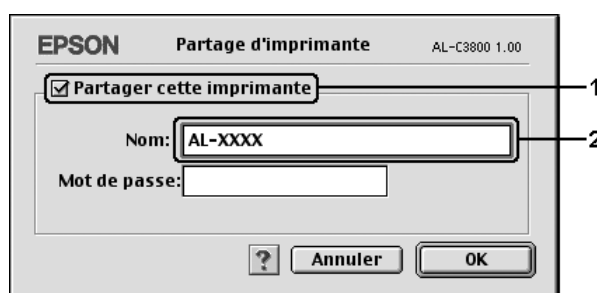 EPSON Partage d'imprimante AL-C3800 1.00
Partager cette imprimante 1
Nom: AL-XXXX 2
Mot de passe:
? Annuler OK